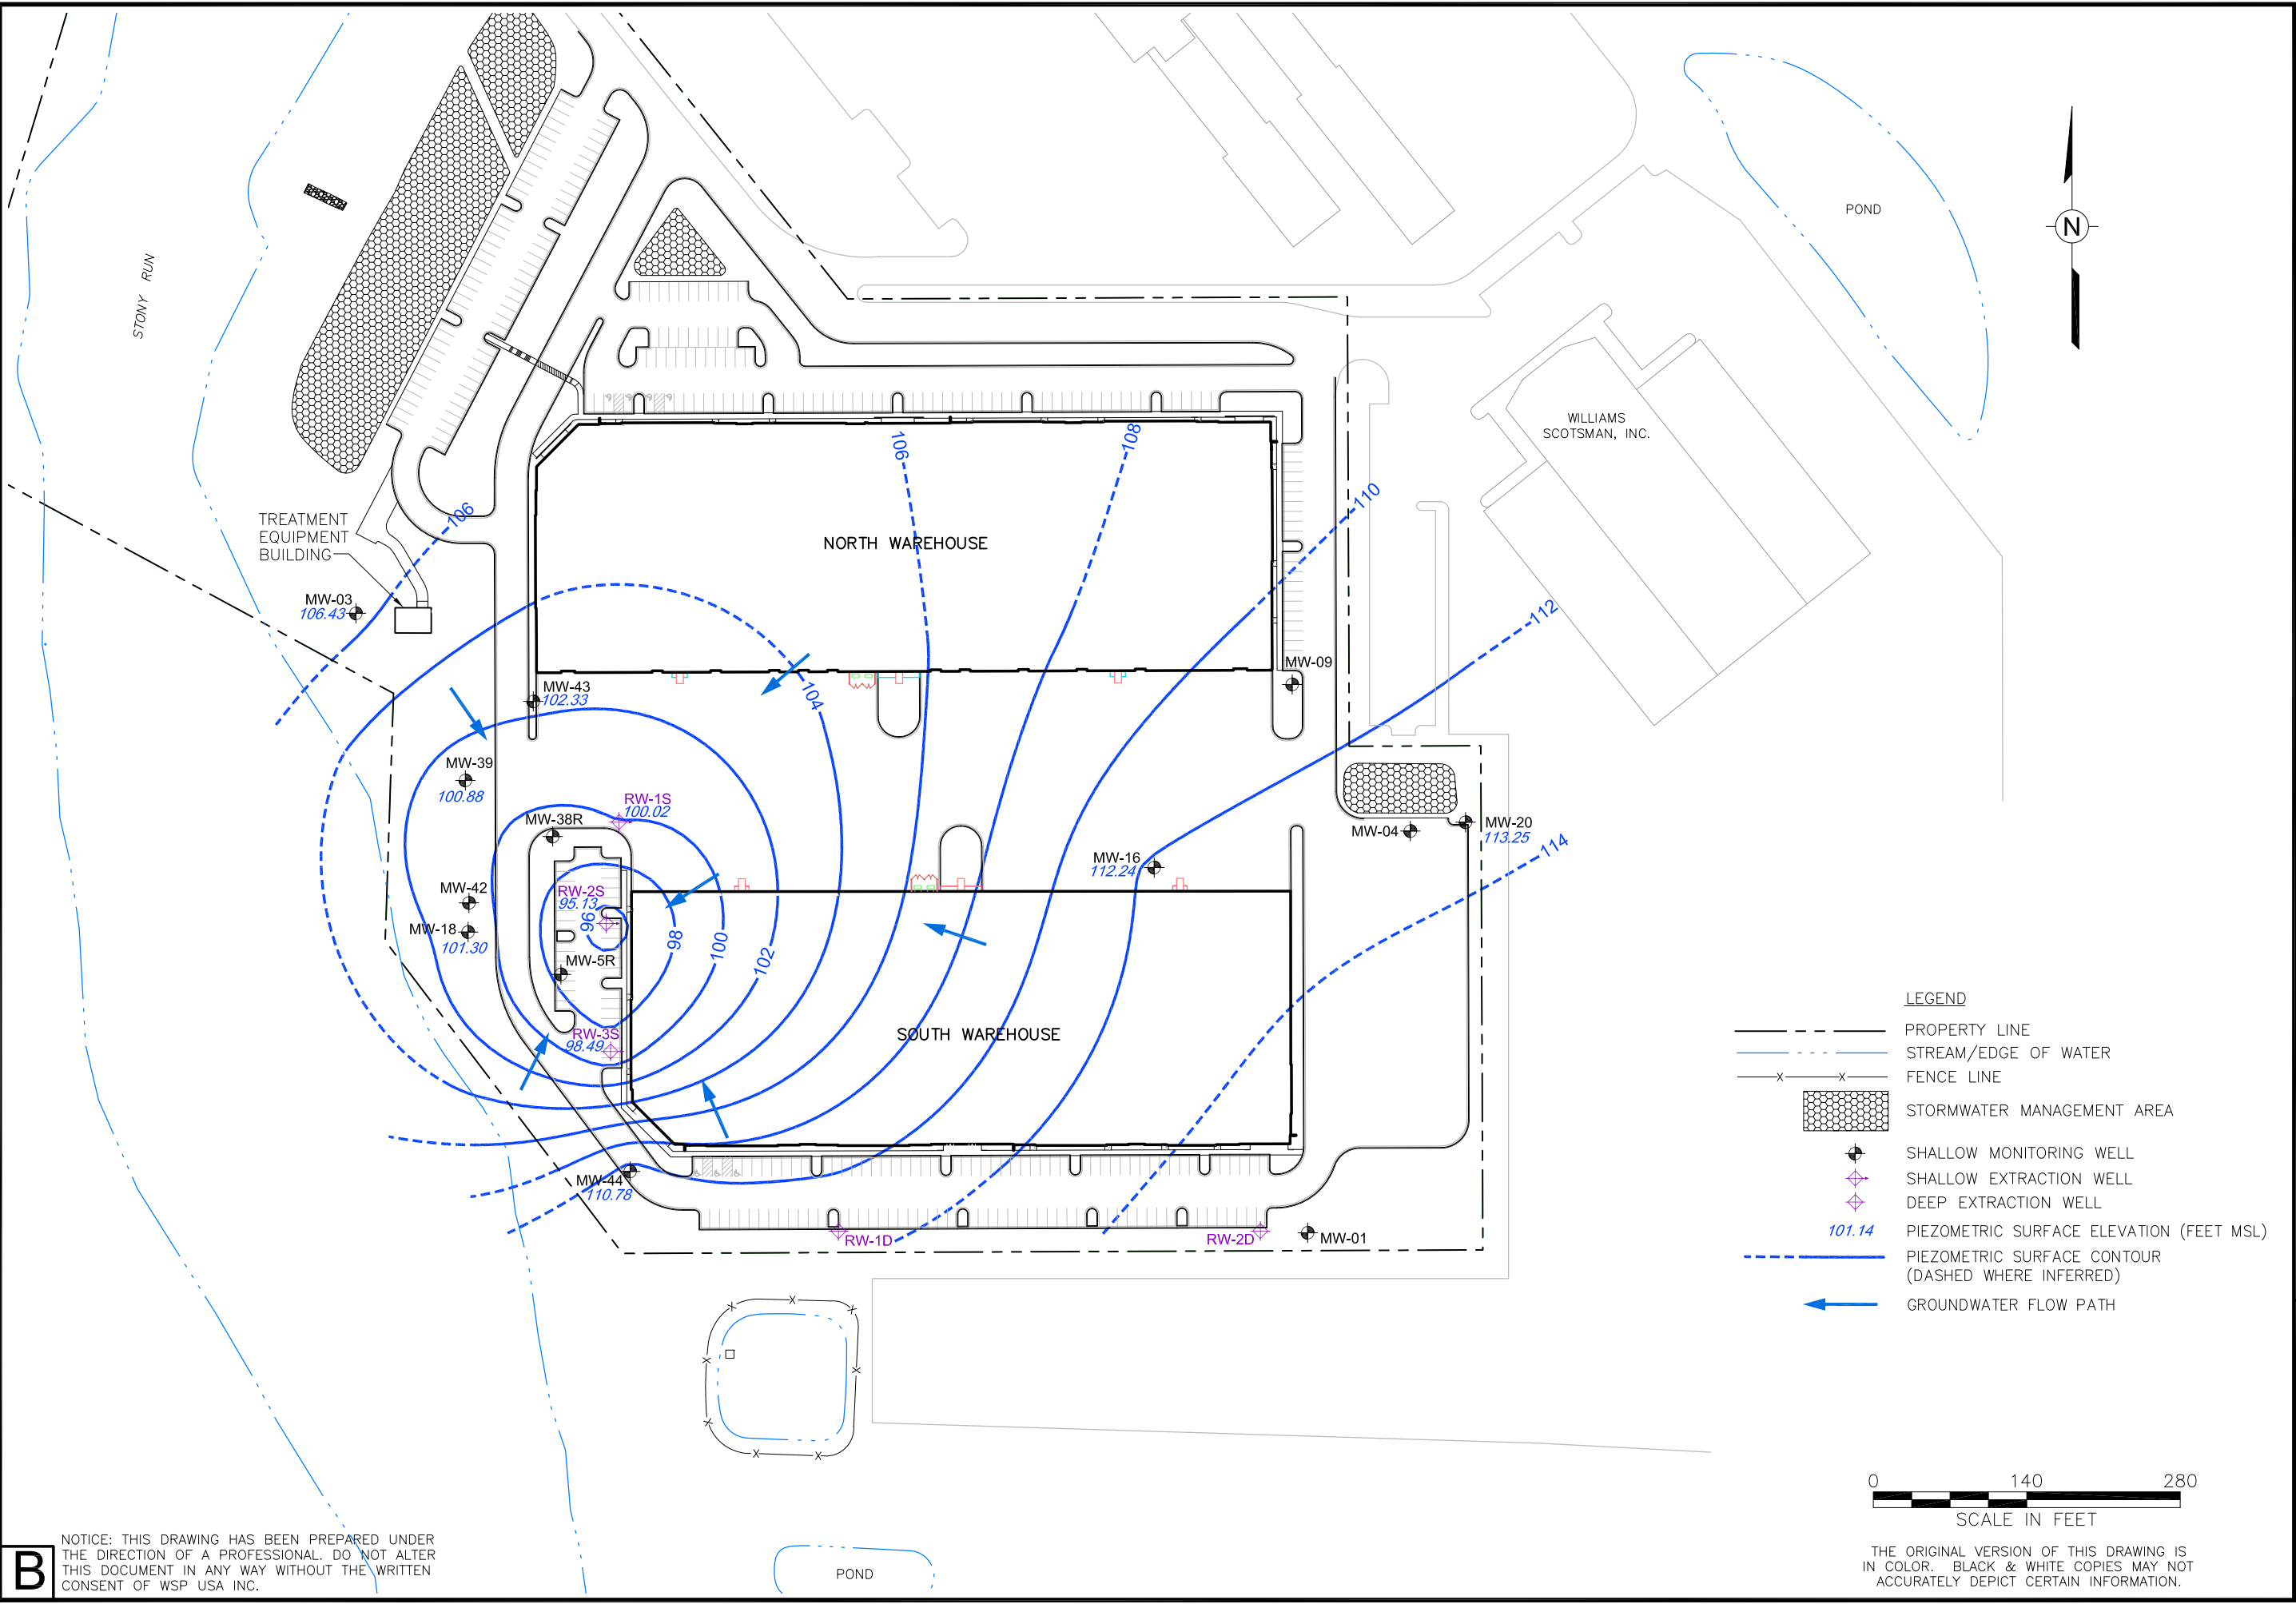 POND
N
STONY RUN
WILLIAMS
SCOTSMAN, INC.
106
108
110
106
TREATMENT
EQUIPMENT
BUILDING
NORTH WAREHOUSE
MW-03
106.43
112
MW-09
MW-43
102.33
104
MW-39
100.88
RW-1S
100.02
MW-38R
MW-04
MW-20
113.25
114
MW-16
112.24
MW-42
RW-2S
95.13
96
MW-18
101.30
98
100
102
MW-5R
RW-3S
98.49
SOUTH WAREHOUSE
MW-44
110.78
RW-1D
RW-2D
MW-01
LEGEND
PROPERTY LINE
STREAM/EDGE OF WATER
X X
FENCE LINE
STORMWATER MANAGEMENT AREA
SHALLOW MONITORING WELL
SHALLOW EXTRACTION WELL
DEEP EXTRACTION WELL
101.14 PIEZOMETRIC SURFACE ELEVATION (FEET MSL)
PIEZOMETRIC SURFACE CONTOUR
(DASHED WHERE INFERRED)
GROUNDWATER FLOW PATH
X X X X X X X X
0 140 280
SCALE IN FEET
THE ORIGINAL VERSION OF THIS DRAWING IS
IN COLOR. BLACK & WHITE COPIES MAY NOT
ACCURATELY DEPICT CERTAIN INFORMATION.
POND
B
NOTICE: THIS DRAWING HAS BEEN PREPARED UNDER
THE DIRECTION OF A PROFESSIONAL. DO NOT ALTER
THIS DOCUMENT IN ANY WAY WITHOUT THE WRITTEN
CONSENT OF WSP USA INC.